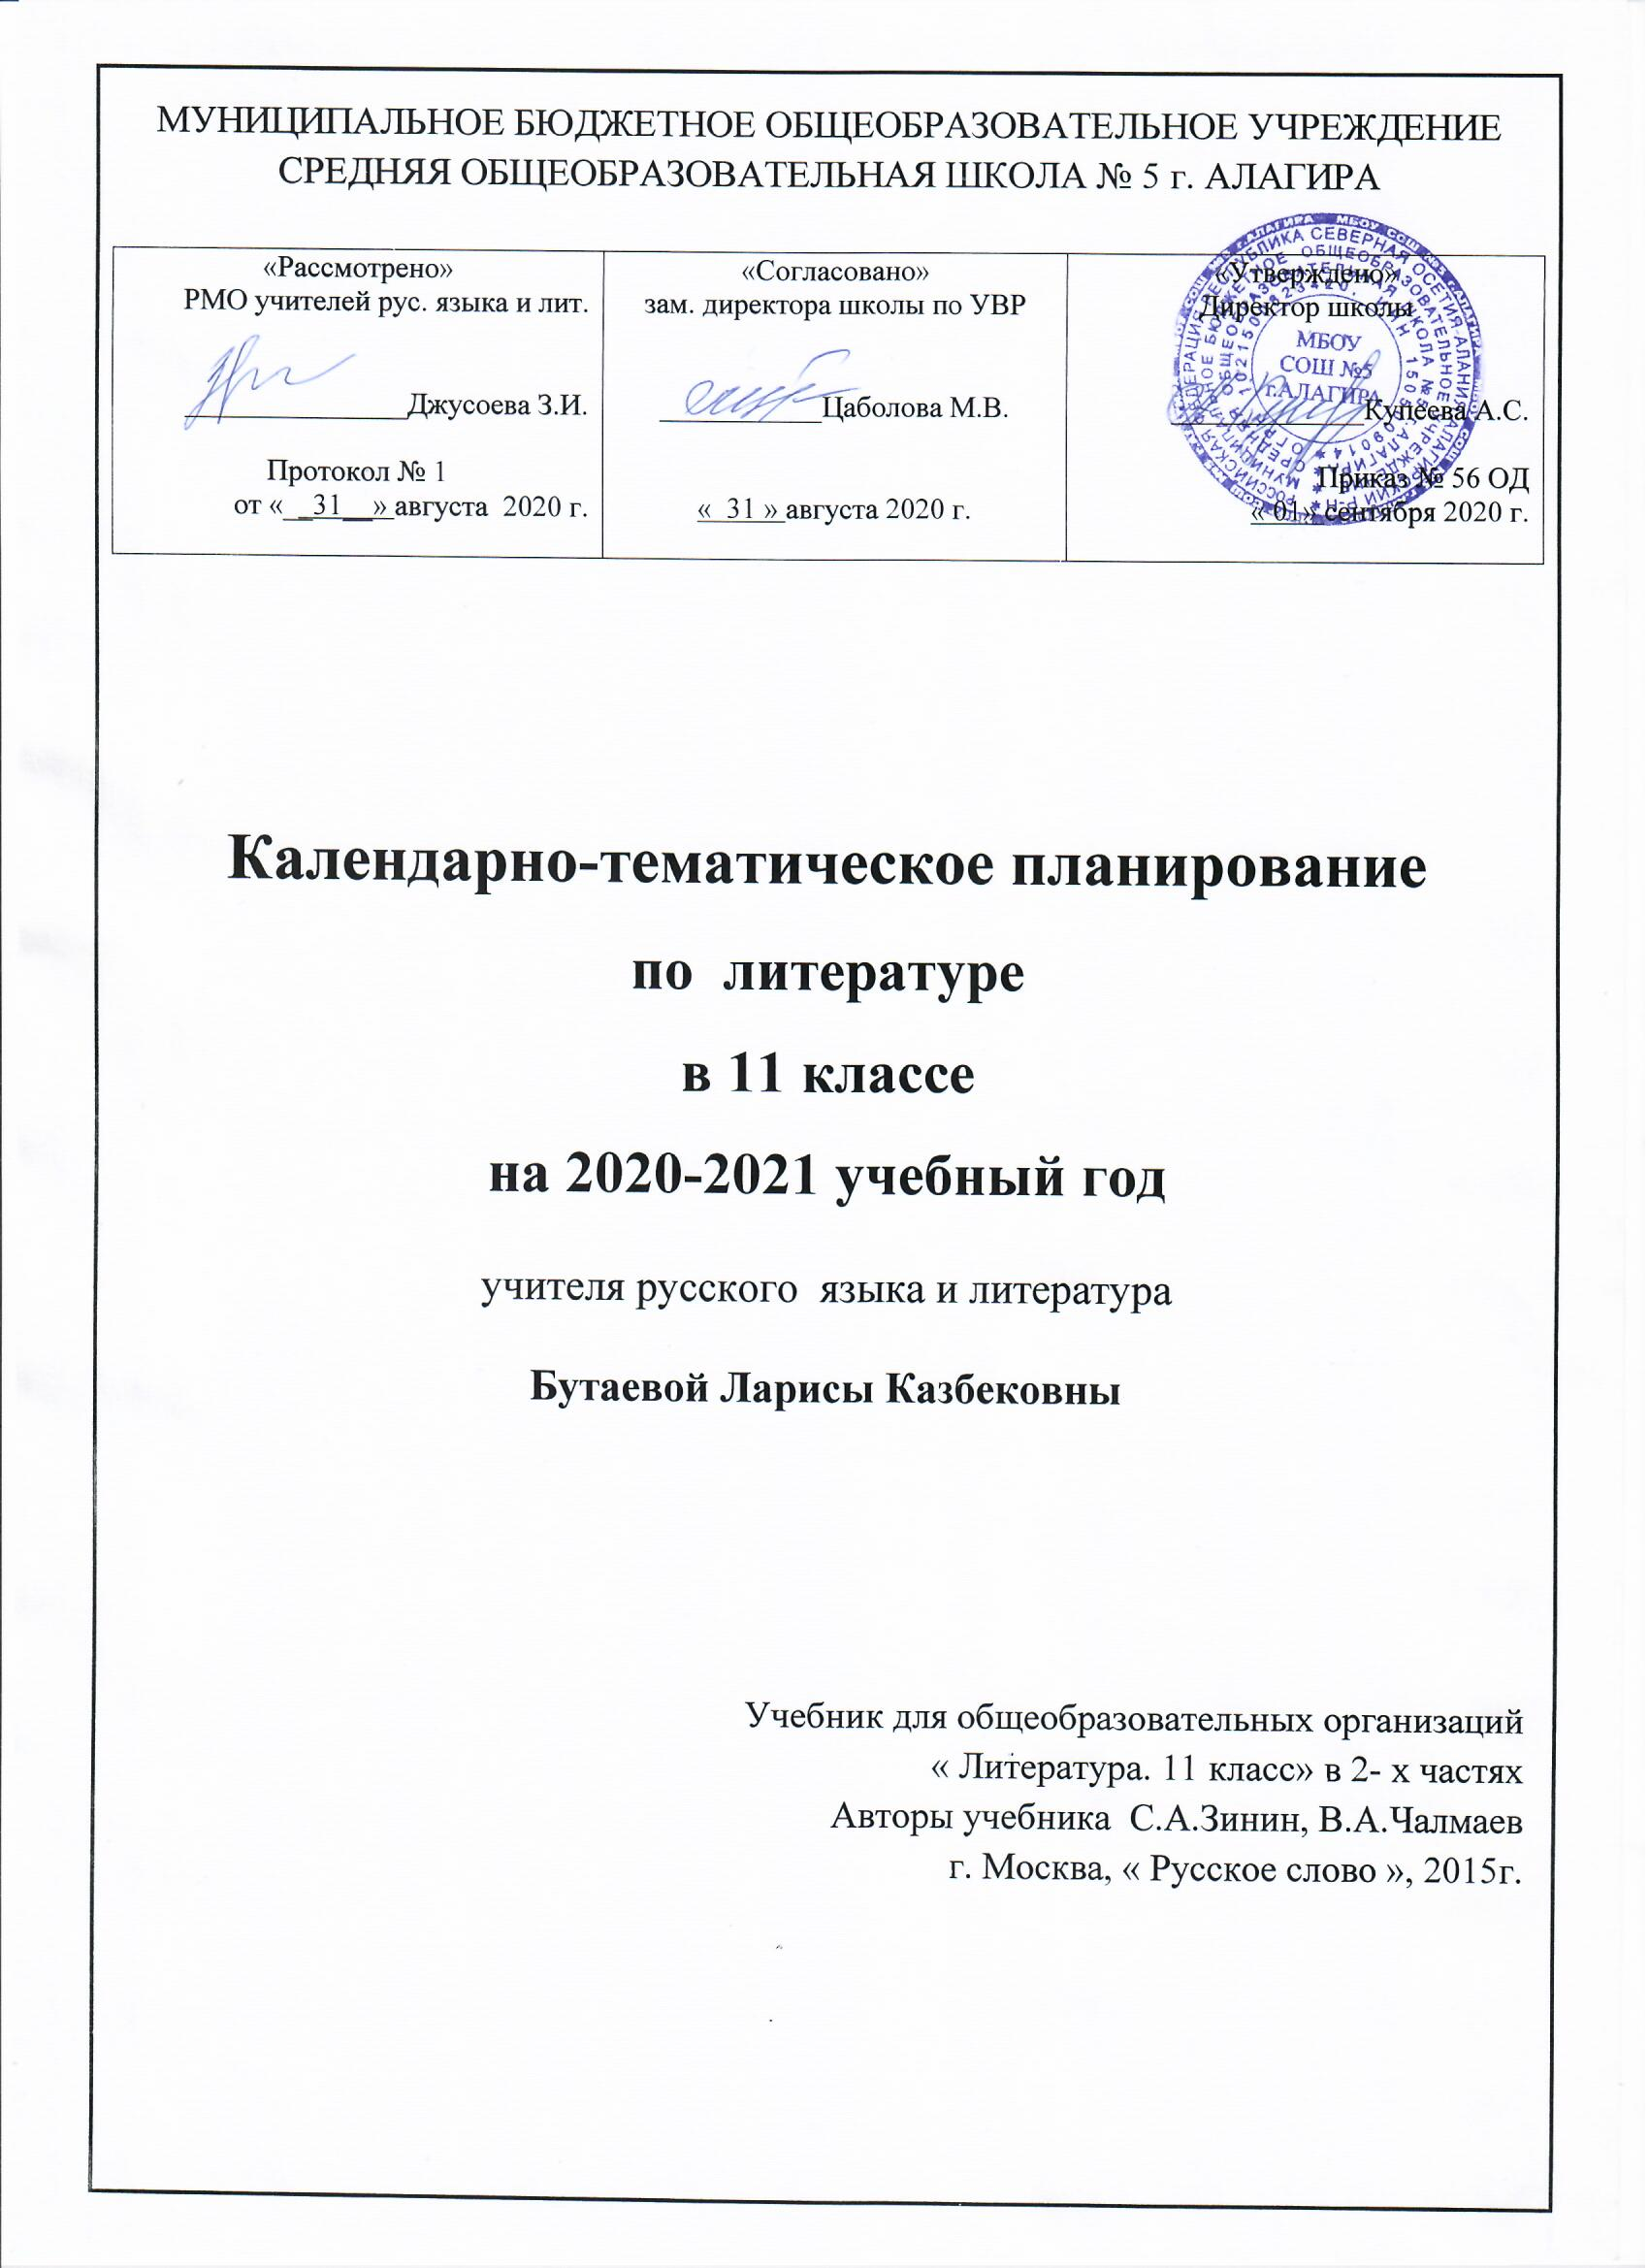 МУНИЦИПАЛЬНОЕ БЮДЖЕТНОЕ ОБЩЕОБРАЗОВАТЕЛЬНОЕ УЧРЕЖДЕНИЕ
СРЕДНЯЯ ОБЩЕОБРАЗОВАТЕЛЬНАЯ ШКОЛА № 5 г. АЛАГИРА
«Рассмотрено»
РМО учителей рус. языка и лит.
Джусоева З.И.
Протокол № 1
от «__31__» августа 2020 г.
«Согласовано»
зам. директора школы по УВР
Цаболова М.В.
« 31 » августа 2020 г.
«Утверждено»
Директор школы
МБОУ
СОШ №5
г.АЛАГИРА
Кулеева А.С.
Приказ № 56 ОД
« 01» сентября 2020 г.
Календарно-тематическое планирование
по литературе
в 11 классе
на 2020-2021 учебный год
учителя русского языка и литература
Бутаевой Ларисы Казбековны
Учебник для общеобразовательных организаций
« Литература. 11 класс» в 2- х частях
Авторы учебника С.А.Зинин, В.А.Чалмаев
г. Москва, « Русское слово », 2015г.